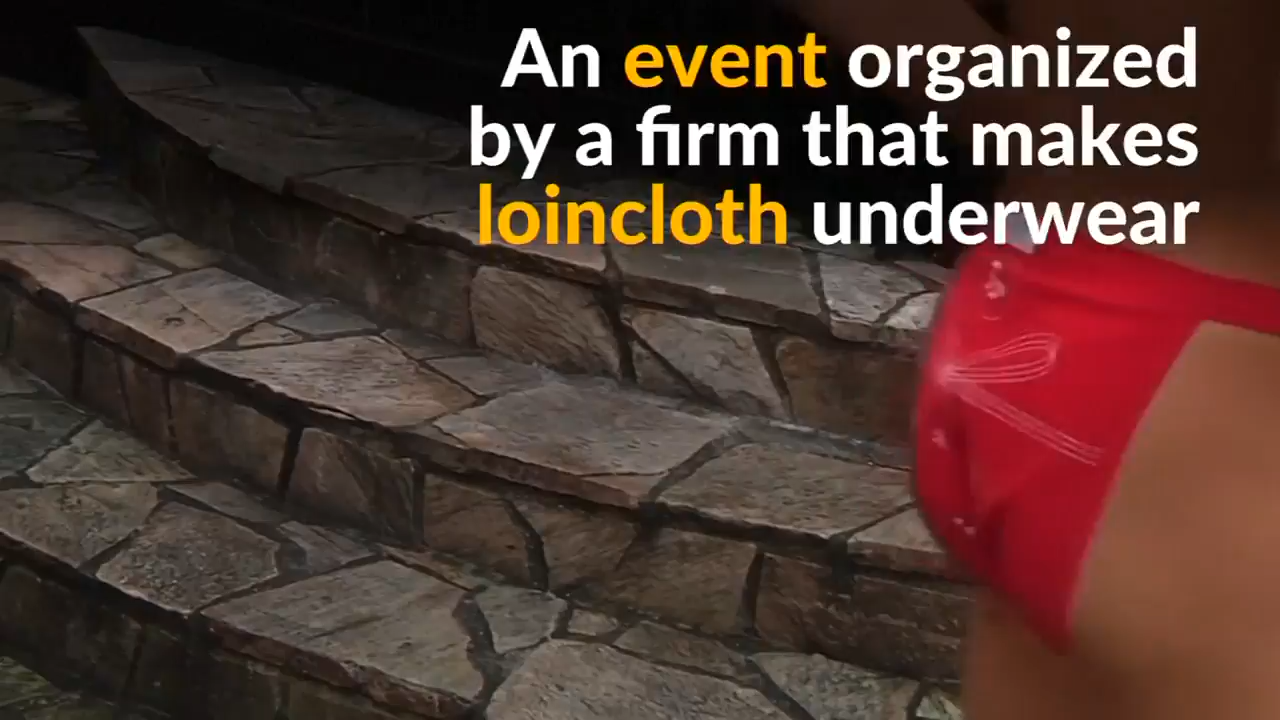 An event organized
by a firm that makes
loincloth underwear